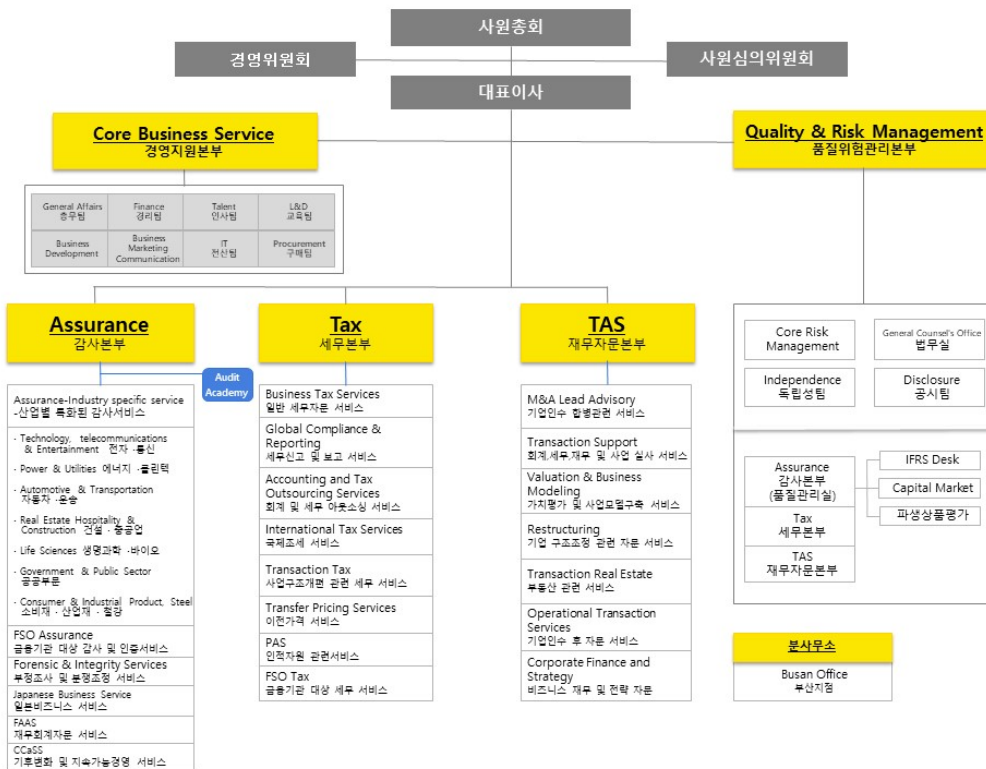 사원총회
경영위원회
사원심의위원회
대표이사
Core Business Service
경영지원본부
Quality & Risk Management
품질위험관리본부
General Affairs
총무팀
Finance
경리팀
Talent
인사팀
L&D
교육팀
Business
Development
Business
Marketing
Communication
IT
전산팀
Procurement
구매팀
Assurance
감사본부
Audit
Academy
Assurance-Industry specific service
-산업별 특화된 감사서비스
· Technology, telecommunications
& Entertainment 전자 ·통신
· Power & Utilities 에너지 ·클린텍
· Automotive & Transportation
자동차 ·운송
· Real Estate Hospitality &
Construction 건설 · 중공업
· Life Sciences 생명과학 ·바이오
· Government & Public Sector
공공부문
· Consumer & Industrial Product, Steel
소비재 · 산업재 · 철강
FSO Assurance
금융기관 대상 감사 및 인증서비스
Forensic & Integrity Services
부정조사 및 분쟁조정 서비스
Japanese Business Service
일본비즈니스 서비스
FAAS
재무회계자문 서비스
CCaSS
기후변화 및 지속가능경영 서비스
Tax
세무본부
Business Tax Services
일반 세무자문 서비스
Global Compliance &
Reporting
세무신고 및 보고 서비스
Accounting and Tax
Outsourcing Services
회계 및 세무 아웃소싱 서비스
International Tax Services
국제조세 서비스
Transaction Tax
사업구조개편 관련 세무 서비스
Transfer Pricing Services
이전가격 서비스
PAS
인적자원 관련서비스
FSO Tax
금융기관 대상 세무 서비스
TAS
재무자문본부
M&A Lead Advisory
기업인수 합병관련 서비스
Transaction Support
회계,세무,재무 및 사업 실사 서비스
Valuation & Business
Modeling
가치평가 및 사업모델구축 서비스
Restructuring
기업 구조조정 관련 자문 서비스
Transaction Real Estate
부동산 관련 서비스
Operational Transaction
Services
기업인수 후 자문 서비스
Corporate Finance and
Strategy
비즈니스 재무 및 전략 자문
Core Risk
Management
General Counsel's Office
법무실
Independence
독립성팀
Disclosure
공시팀
Assurance
감사본부
(품질관리실)
IFRS Desk
Capital Market
파생상품평가
Tax
세무본부
TAS
재무자문본부
분사무소
Busan Office
부산지점